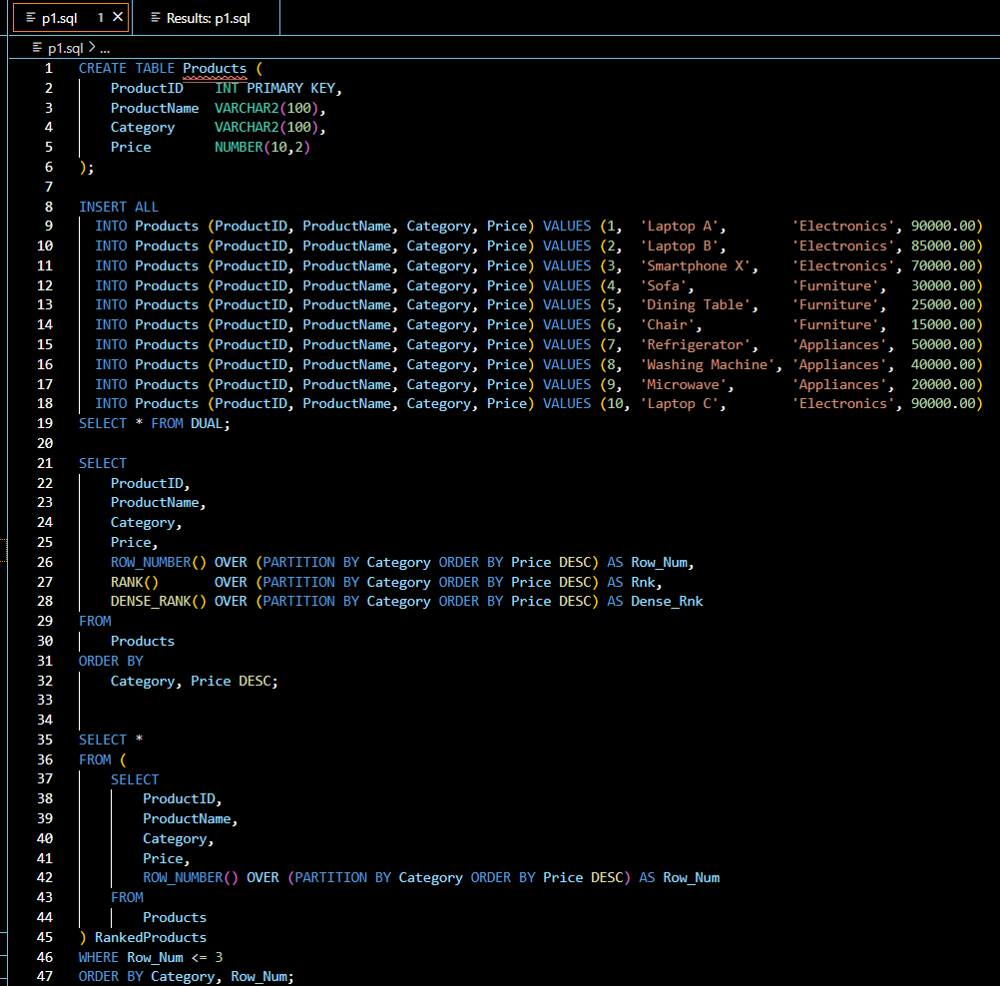 p1.sql 1 × Results: p1.sql
p1.sql > ...
1 CREATE TABLE Products (
2     ProductID    INT PRIMARY KEY,
3     ProductName  VARCHAR2(100),
4     Category     VARCHAR2(100),
5     Price        NUMBER(10,2)
6 );
7
8 INSERT ALL
9   INTO Products (ProductID, ProductName, Category, Price) VALUES (1,  'Laptop A',        'Electronics', 90000.00)
10   INTO Products (ProductID, ProductName, Category, Price) VALUES (2,  'Laptop B',        'Electronics', 85000.00)
11   INTO Products (ProductID, ProductName, Category, Price) VALUES (3,  'Smartphone X',    'Electronics', 70000.00)
12   INTO Products (ProductID, ProductName, Category, Price) VALUES (4,  'Sofa',            'Furniture',   30000.00)
13   INTO Products (ProductID, ProductName, Category, Price) VALUES (5,  'Dining Table',    'Furniture',   25000.00)
14   INTO Products (ProductID, ProductName, Category, Price) VALUES (6,  'Chair',           'Furniture',   15000.00)
15   INTO Products (ProductID, ProductName, Category, Price) VALUES (7,  'Refrigerator',    'Appliances',  50000.00)
16   INTO Products (ProductID, ProductName, Category, Price) VALUES (8,  'Washing Machine', 'Appliances',  40000.00)
17   INTO Products (ProductID, ProductName, Category, Price) VALUES (9,  'Microwave',       'Appliances',  20000.00)
18   INTO Products (ProductID, ProductName, Category, Price) VALUES (10, 'Laptop C',        'Electronics', 90000.00)
19 SELECT * FROM DUAL;
20
21 SELECT
22     ProductID,
23     ProductName,
24     Category,
25     Price,
26     ROW_NUMBER() OVER (PARTITION BY Category ORDER BY Price DESC) AS Row_Num,
27     RANK()       OVER (PARTITION BY Category ORDER BY Price DESC) AS Rnk,
28     DENSE_RANK() OVER (PARTITION BY Category ORDER BY Price DESC) AS Dense_Rnk
29 FROM
30     Products
31 ORDER BY
32     Category, Price DESC;
33
34
35 SELECT *
36 FROM (
37     SELECT
38         ProductID,
39         ProductName,
40         Category,
41         Price,
42         ROW_NUMBER() OVER (PARTITION BY Category ORDER BY Price DESC) AS Row_Num
43     FROM
44         Products
45 ) RankedProducts
46 WHERE Row_Num <= 3
47 ORDER BY Category, Row_Num;